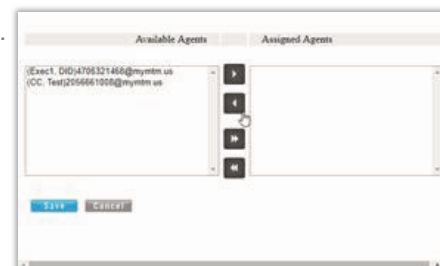 Available Agents Assigned Agents
(Exec1, DID)4706321468@mymtm.us
(CC, Test)2056661008@mymtm.us
Save Cancel